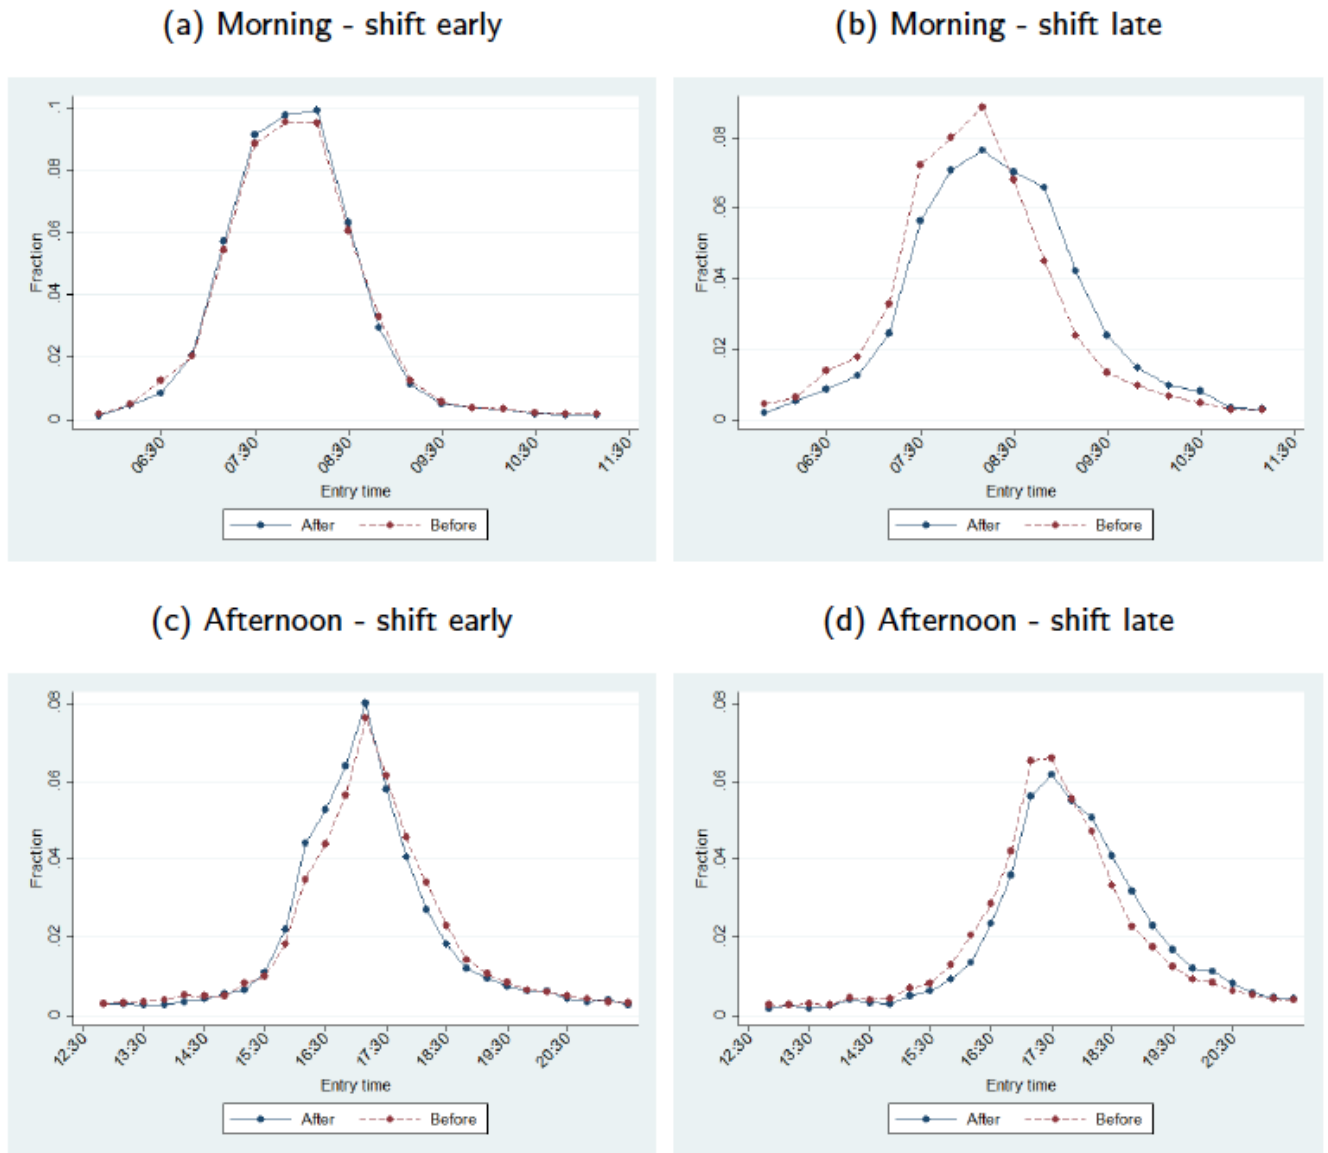 (a) Morning - shift early
(b) Morning - shift late
Fraction
0 .02 .04 .06 .08 .1
06:30 07:30 08:30 09:30 10:30 11:30
Entry time
After Before
Fraction
0 .02 .04 .06 .08
06:30 07:30 08:30 09:30 10:30 11:30
Entry time
After Before
(c) Afternoon - shift early
(d) Afternoon - shift late
Fraction
0 .02 .04 .06 .08
12:30 13:30 14:30 15:30 16:30 17:30 18:30 19:30 20:30
Entry time
After Before
Fraction
0 .02 .04 .06 .08
12:30 13:30 14:30 15:30 16:30 17:30 18:30 19:30 20:30
Entry time
After Before